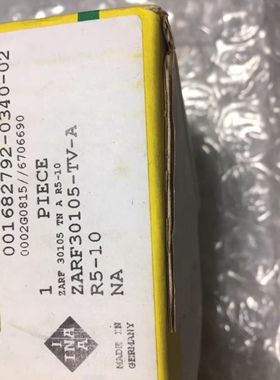 001682792-0340-02
0002G0815//6706690
1 PIECE
ZARF 30105 TN A R5-10
ZARF30105-TV-A
R5-10
NA
INA
MADE IN
GERMANY